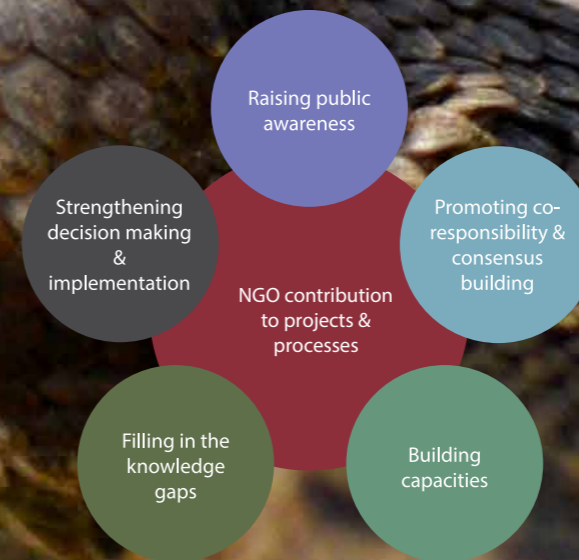 Raising public
awareness
Strengthening
decision making
&
implementation
Promoting co-
responsibility &
consensus
building
NGO contribution
to projects &
processes
Filling in the
knowledge
gaps
Building
capacities